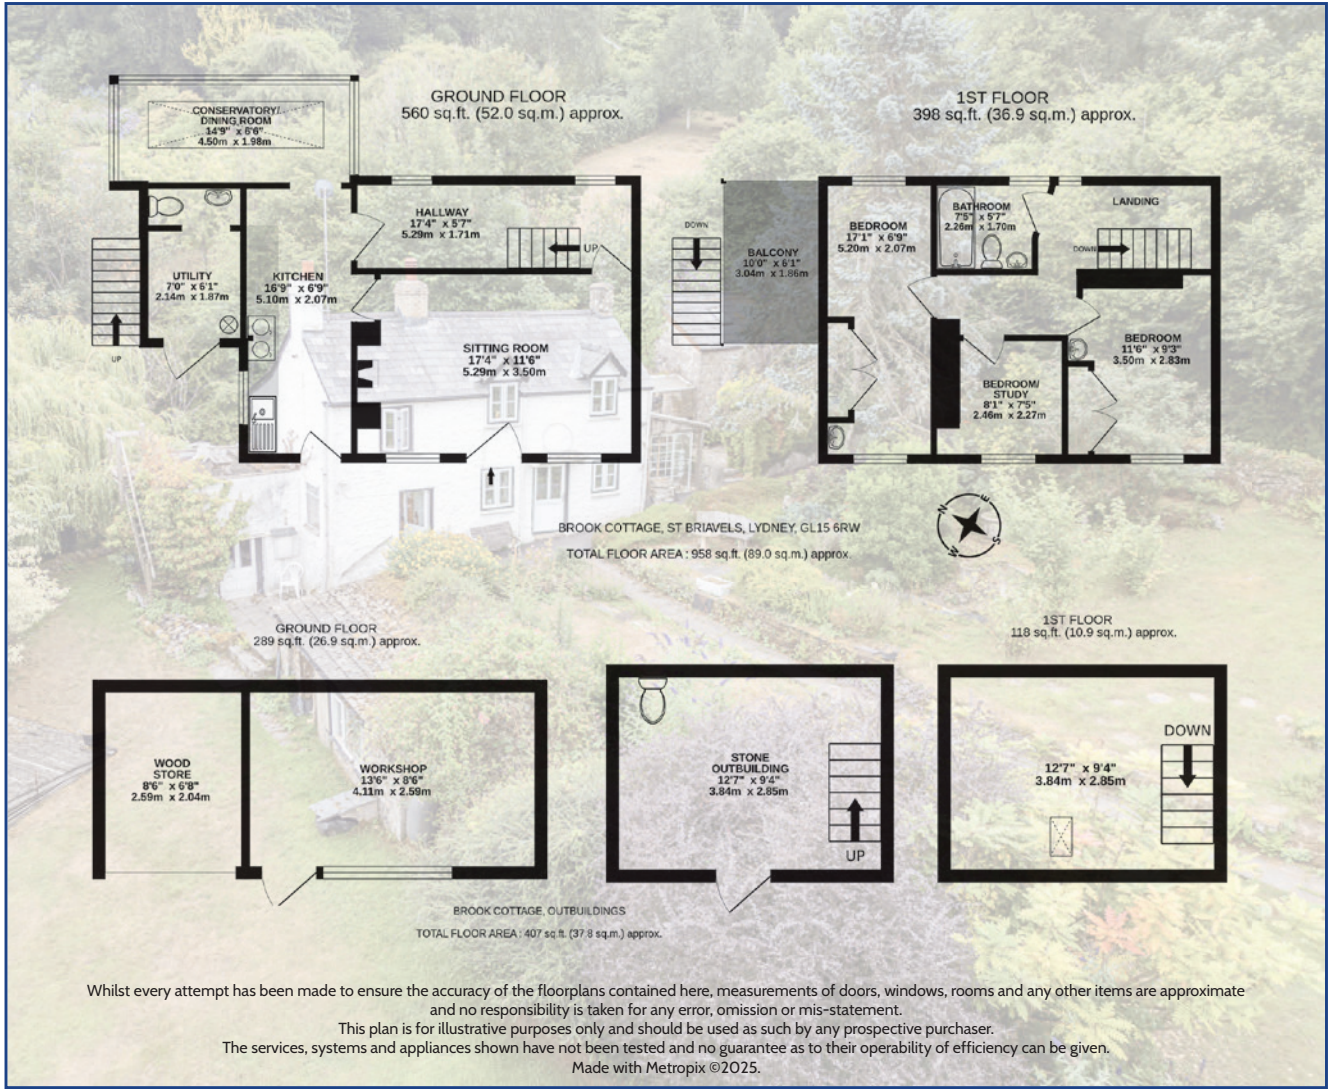 GROUND FLOOR
560 sq.ft. (52.0 sq.m.) approx.
1ST FLOOR
398 sq.ft. (36.9 sq.m.) approx.
CONSERVATORY/
DINING ROOM
14'9" x 6'6"
4.50m x 1.98m
HALLWAY
17'4" x 5'7"
5.29m x 1.71m
UP
UTILITY
7'0" x 6'1"
2.14m x 1.87m
KITCHEN
16'9" x 6'9"
5.10m x 2.07m
UP
SITTING ROOM
17'4" x 11'6"
5.29m x 3.50m
DOWN
BALCONY
10'0" x 6'1"
3.04m x 1.86m
BEDROOM
17'1" x 6'9"
5.20m x 2.07m
BATHROOM
7'5" x 5'7"
2.26m x 1.70m
LANDING
DOWN
BEDROOM
11'6" x 9'3"
3.50m x 2.83m
BEDROOM/
STUDY
8'1" x 7'5"
2.46m x 2.27m
N
E
S
W
BROOK COTTAGE, ST BRIAVELS, LYDNEY, GL15 6RW
TOTAL FLOOR AREA : 958 sq.ft. (89.0 sq.m.) approx.
GROUND FLOOR
289 sq.ft. (26.9 sq.m.) approx.
1ST FLOOR
118 sq.ft. (10.9 sq.m.) approx.
WOOD
STORE
8'6" x 6'8"
2.59m x 2.04m
WORKSHOP
13'6" x 8'6"
4.11m x 2.59m
STONE
OUTBUILDING
12'7" x 9'4"
3.84m x 2.85m
UP
12'7" x 9'4"
3.84m x 2.85m
DOWN
BROOK COTTAGE, OUTBUILDINGS
TOTAL FLOOR AREA : 407 sq.ft. (37.8 sq.m.) approx.
Whilst every attempt has been made to ensure the accuracy of the floorplans contained here, measurements of doors, windows, rooms and any other items are approximate
and no responsibility is taken for any error, omission or mis-statement.
This plan is for illustrative purposes only and should be used as such by any prospective purchaser.
The services, systems and appliances shown have not been tested and no guarantee as to their operability of efficiency can be given.
Made with Metropix ©2025.